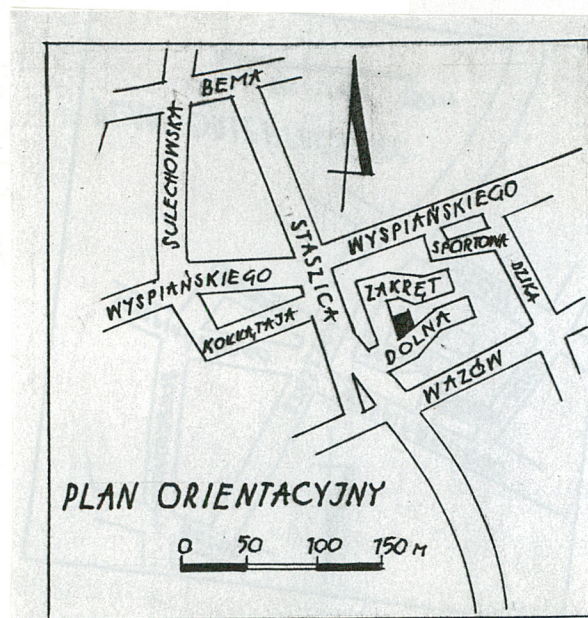 BEMA
SULECHOWSKA
STASZICA
WYSPIAŃSKIEGO
SPORTOWA
DZIKA
WYSPIAŃSKIEGO
ZAKRĘT
KOŁŁĄTAJA
DOLNA
WAZÓW
PLAN ORIENTACYJNY
0 50 100 150 M